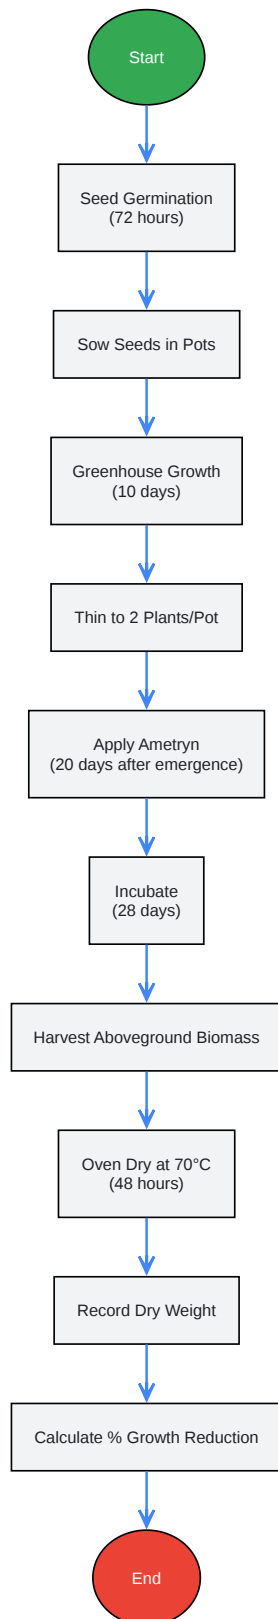 Start
Seed Germination
(72 hours)
Sow Seeds in Pots
Greenhouse Growth
(10 days)
Thin to 2 Plants/Pot
Apply Ametryn
(20 days after emergence)
Incubate
(28 days)
Harvest Aboveground Biomass
Oven Dry at 70°C
(48 hours)
Record Dry Weight
Calculate % Growth Reduction
End